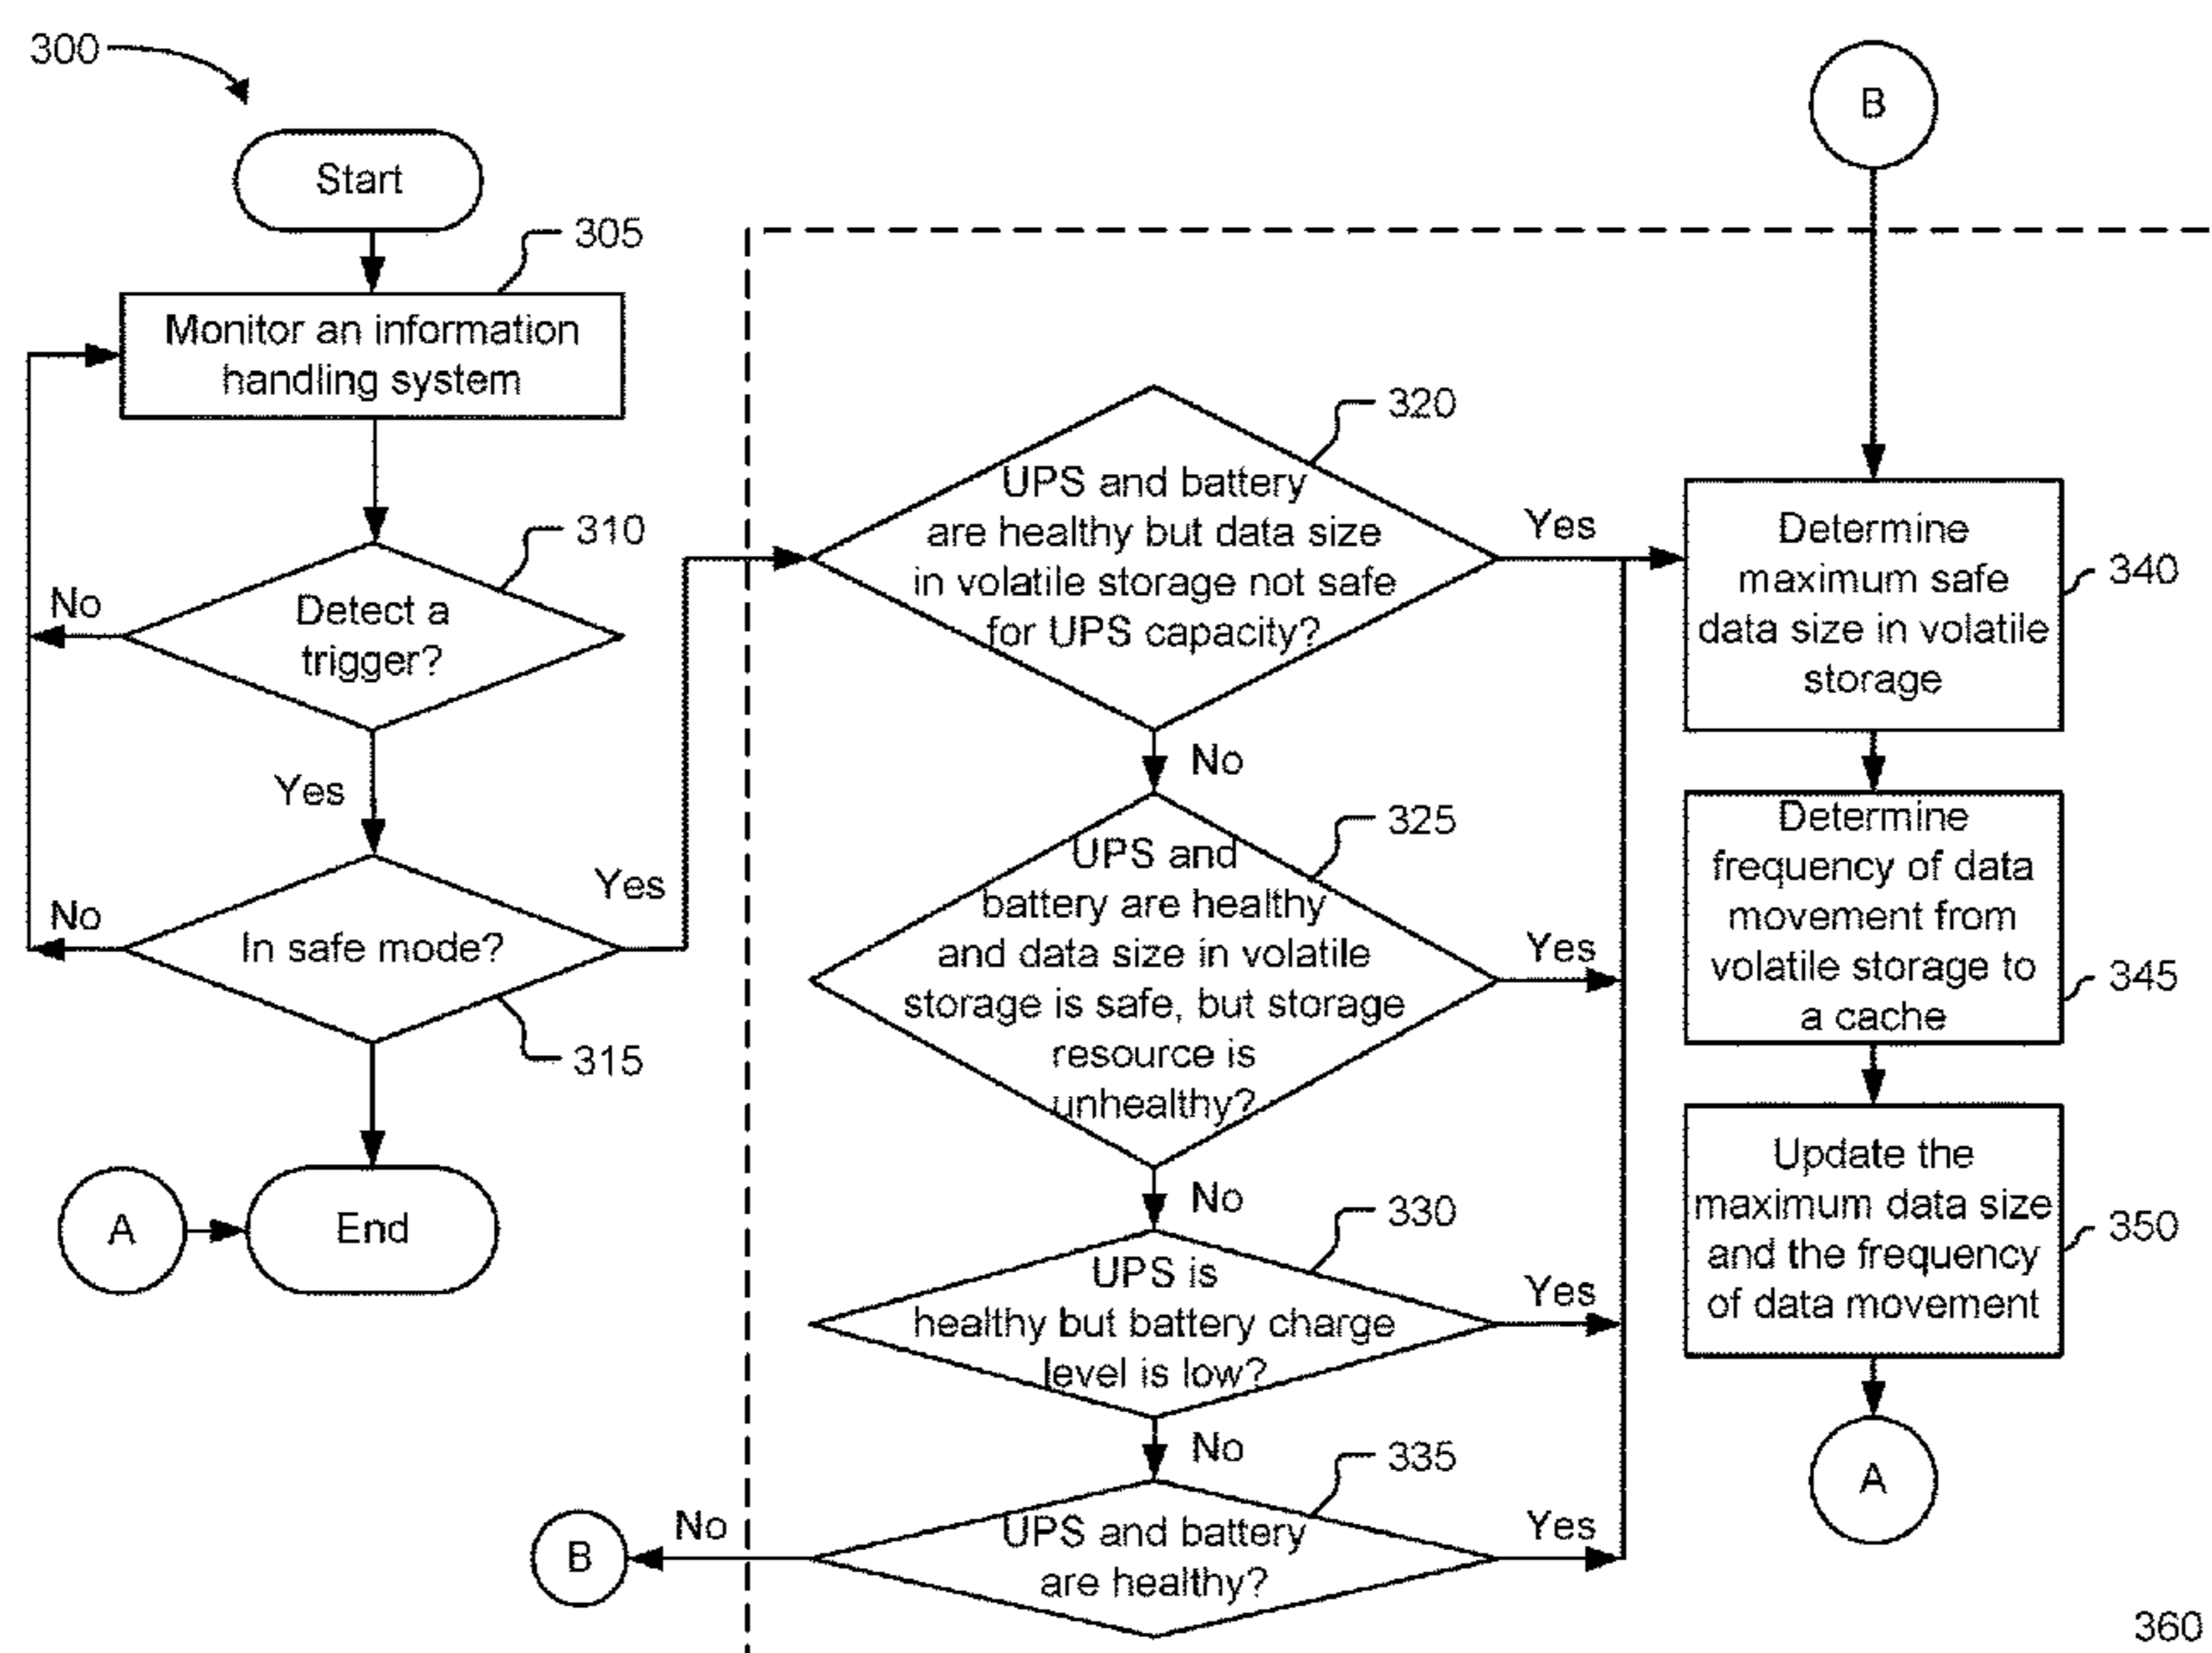 300
Start
305
Monitor an information
handling system
310
Detect a
trigger?
No
Yes
In safe mode?
No
Yes
315
A
End
320
UPS and battery
are healthy but data size
in volatile storage not safe
for UPS capacity?
Yes
No
325
UPS and
battery are healthy
and data size in volatile
storage is safe, but storage
resource is
unhealthy?
Yes
No
330
UPS is
healthy but battery charge
level is low?
Yes
No
335
UPS and battery
are healthy?
Yes
No
B
B
Determine
maximum safe
data size in volatile
storage
340
Determine
frequency of data
movement from
volatile storage to
a cache
345
Update the
maximum data size
and the frequency
of data movement
350
A
360